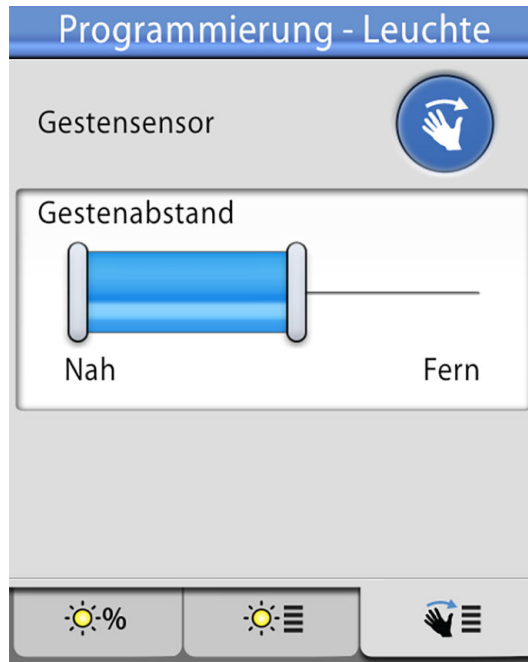 Programmierung - Leuchte
Gestensensor
Gestenabstand
Nah Fern
%